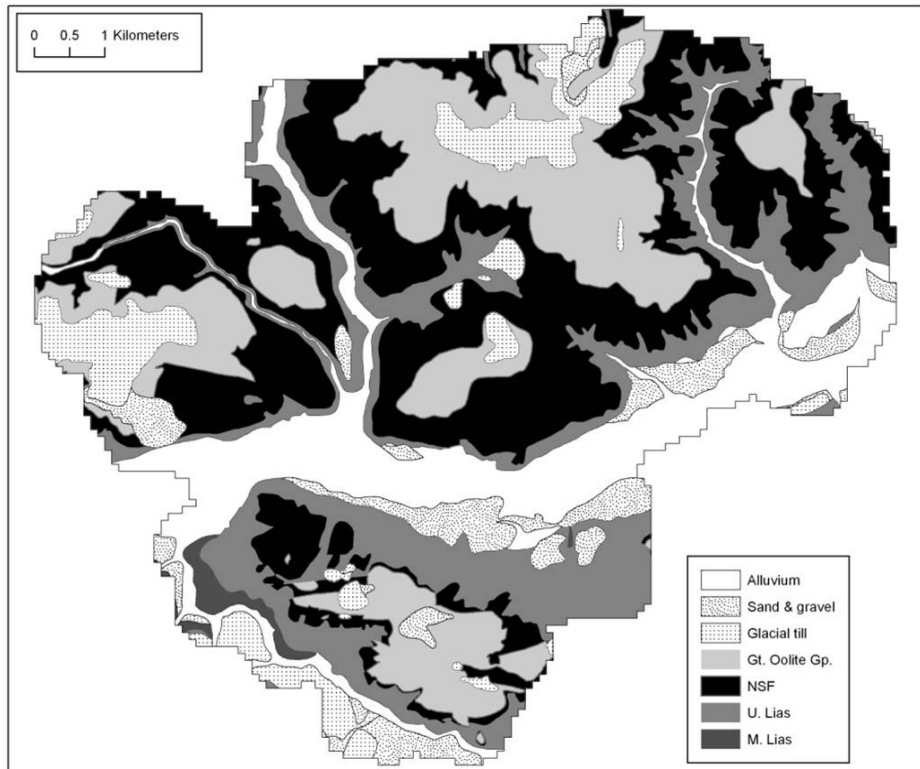 0 0.5 1 Kilometers
Alluvium
Sand & gravel
Glacial till
Gt. Oolite Gp.
NSF
U. Lias
M. Lias